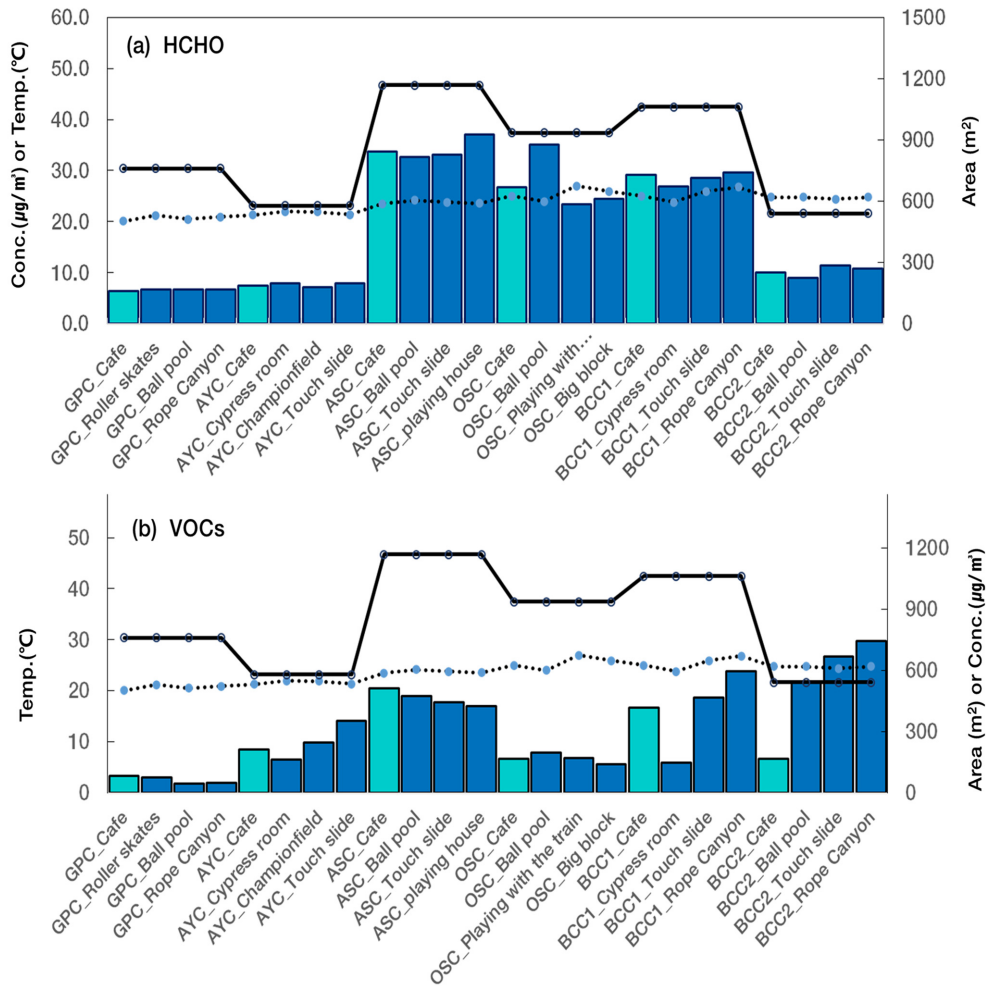 (a) HCHO
Conc.(μg/㎥) or Temp.(℃)
60.0
50.0
40.0
30.0
20.0
10.0
0.0
1500
1200
900
600
300
0
Area (m²)
GPC_Cafe
GPC_Roller skates
GPC_Ball pool
GPC_Rope Canyon
AYC_Cafe
AYC_Cypress room
AYC_Championfield
AYC_Touch slide
ASC_Cafe
ASC_Ball pool
ASC_Touch slide
ASC_playing house
OSC_Cafe
OSC_Ball pool
OSC_Playing with…
OSC_Big block
BCC1_Cafe
BCC1_Cypress room
BCC1_Touch slide
BCC1_Rope Canyon
BCC2_Cafe
BCC2_Ball pool
BCC2_Touch slide
BCC2_Rope Canyon
(b) VOCs
Temp.(℃)
50
40
30
20
10
0
1200
900
600
300
0
Area (m²) or Conc.(μg/㎥)
GPC_Cafe
GPC_Roller skates
GPC_Ball pool
GPC_Rope Canyon
AYC_Cafe
AYC_Cypress room
AYC_Championfield
AYC_Touch slide
ASC_Cafe
ASC_Ball pool
ASC_Touch slide
ASC_playing house
OSC_Cafe
OSC_Ball pool
OSC_Playing with the train
OSC_Big block
BCC1_Cafe
BCC1_Cypress room
BCC1_Touch slide
BCC1_Rope Canyon
BCC2_Cafe
BCC2_Ball pool
BCC2_Touch slide
BCC2_Rope Canyon